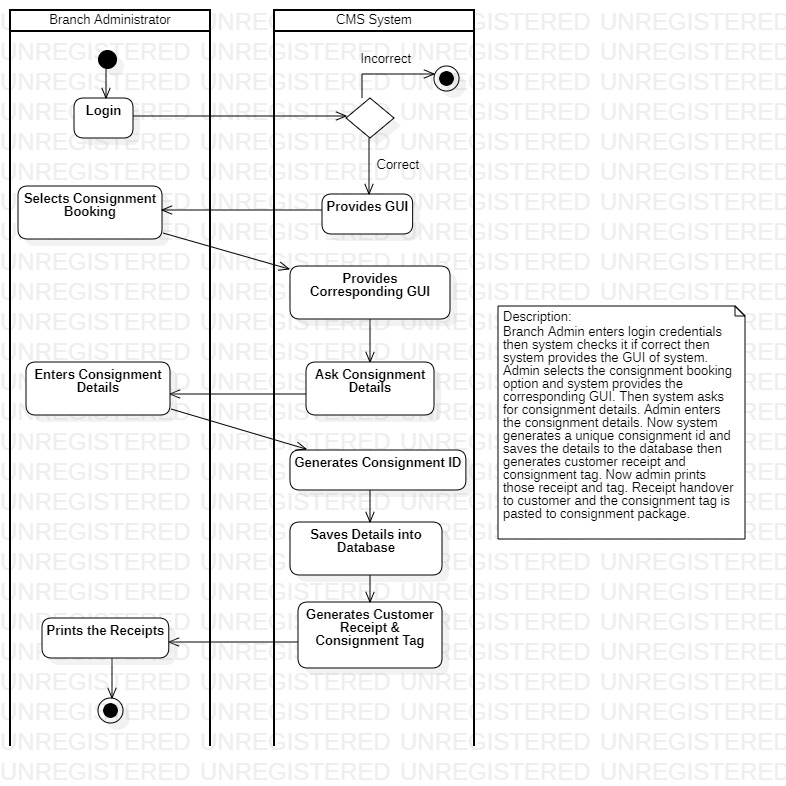 Branch Administrator
CMS System
Incorrect
Login
Correct
Selects Consignment
Booking
Provides GUI
Provides
Corresponding GUI
Enters Consignment
Details
Ask Consignment
Details
Generates Consignment ID
Saves Details into
Database
Generates Customer
Receipt &
Consignment Tag
Prints the Receipts
Description:
Branch Admin enters login credentials
then system checks it if correct then
system provides the GUI of system.
Admin selects the consignment booking
option and system provides the
corresponding GUI. Then system asks
for consignment details. Admin enters
the consignment details. Now system
generates a unique consignment id and
saves the details to the database then
generates customer receipt and
consignment tag. Now admin prints
those receipt and tag. Receipt handover
to customer and the consignment tag is
pasted to consignment package.
UNREGISTERED UNREGISTERED UNREGISTERED UNREGISTERED